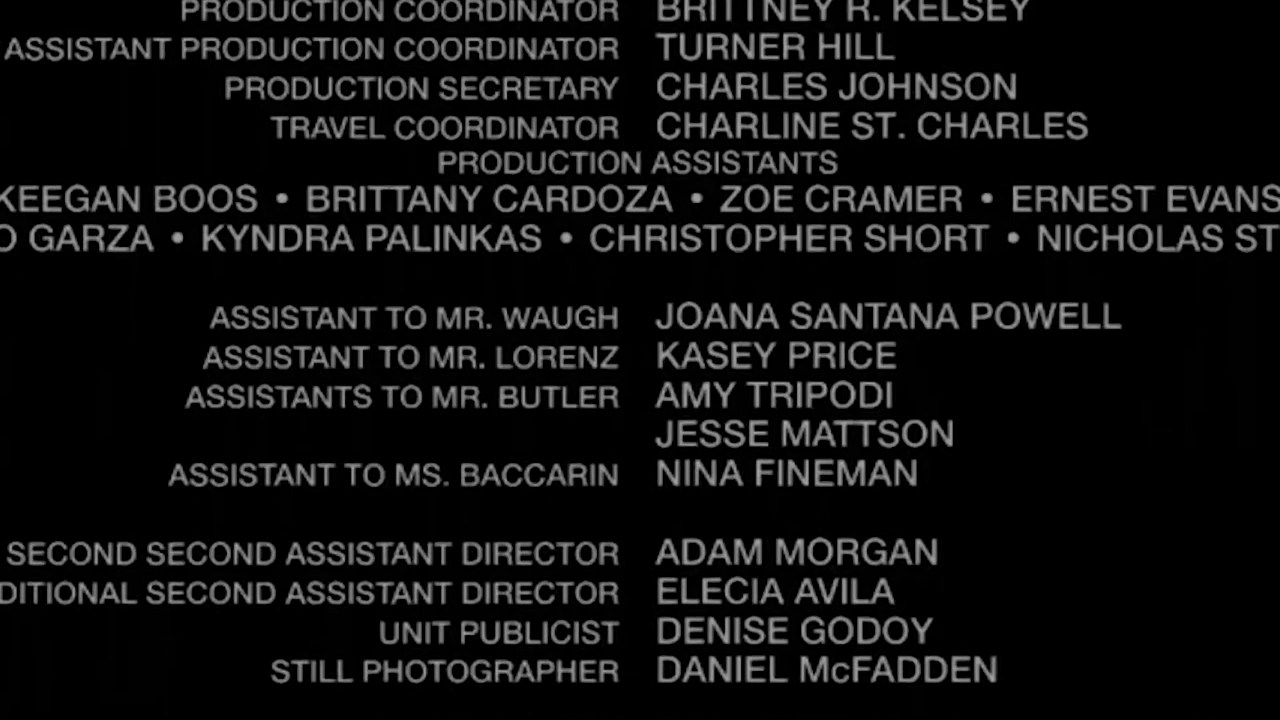 PRODUCTION COORDINATOR BRITTNEY R. KELSEY
ASSISTANT PRODUCTION COORDINATOR TURNER HILL
PRODUCTION SECRETARY CHARLES JOHNSON
TRAVEL COORDINATOR CHARLINE ST. CHARLES
PRODUCTION ASSISTANTS
KEEGAN BOOS • BRITTANY CARDOZA • ZOE CRAMER • ERNEST EVANS
O GARZA • KYNDRA PALINKAS • CHRISTOPHER SHORT • NICHOLAS ST
ASSISTANT TO MR. WAUGH JOANA SANTANA POWELL
ASSISTANT TO MR. LORENZ KASEY PRICE
ASSISTANTS TO MR. BUTLER AMY TRIPODI
JESSE MATTSON
ASSISTANT TO MS. BACCARIN NINA FINEMAN
SECOND SECOND ASSISTANT DIRECTOR ADAM MORGAN
DITIONAL SECOND ASSISTANT DIRECTOR ELECIA AVILA
UNIT PUBLICIST DENISE GODOY
STILL PHOTOGRAPHER DANIEL McFADDEN